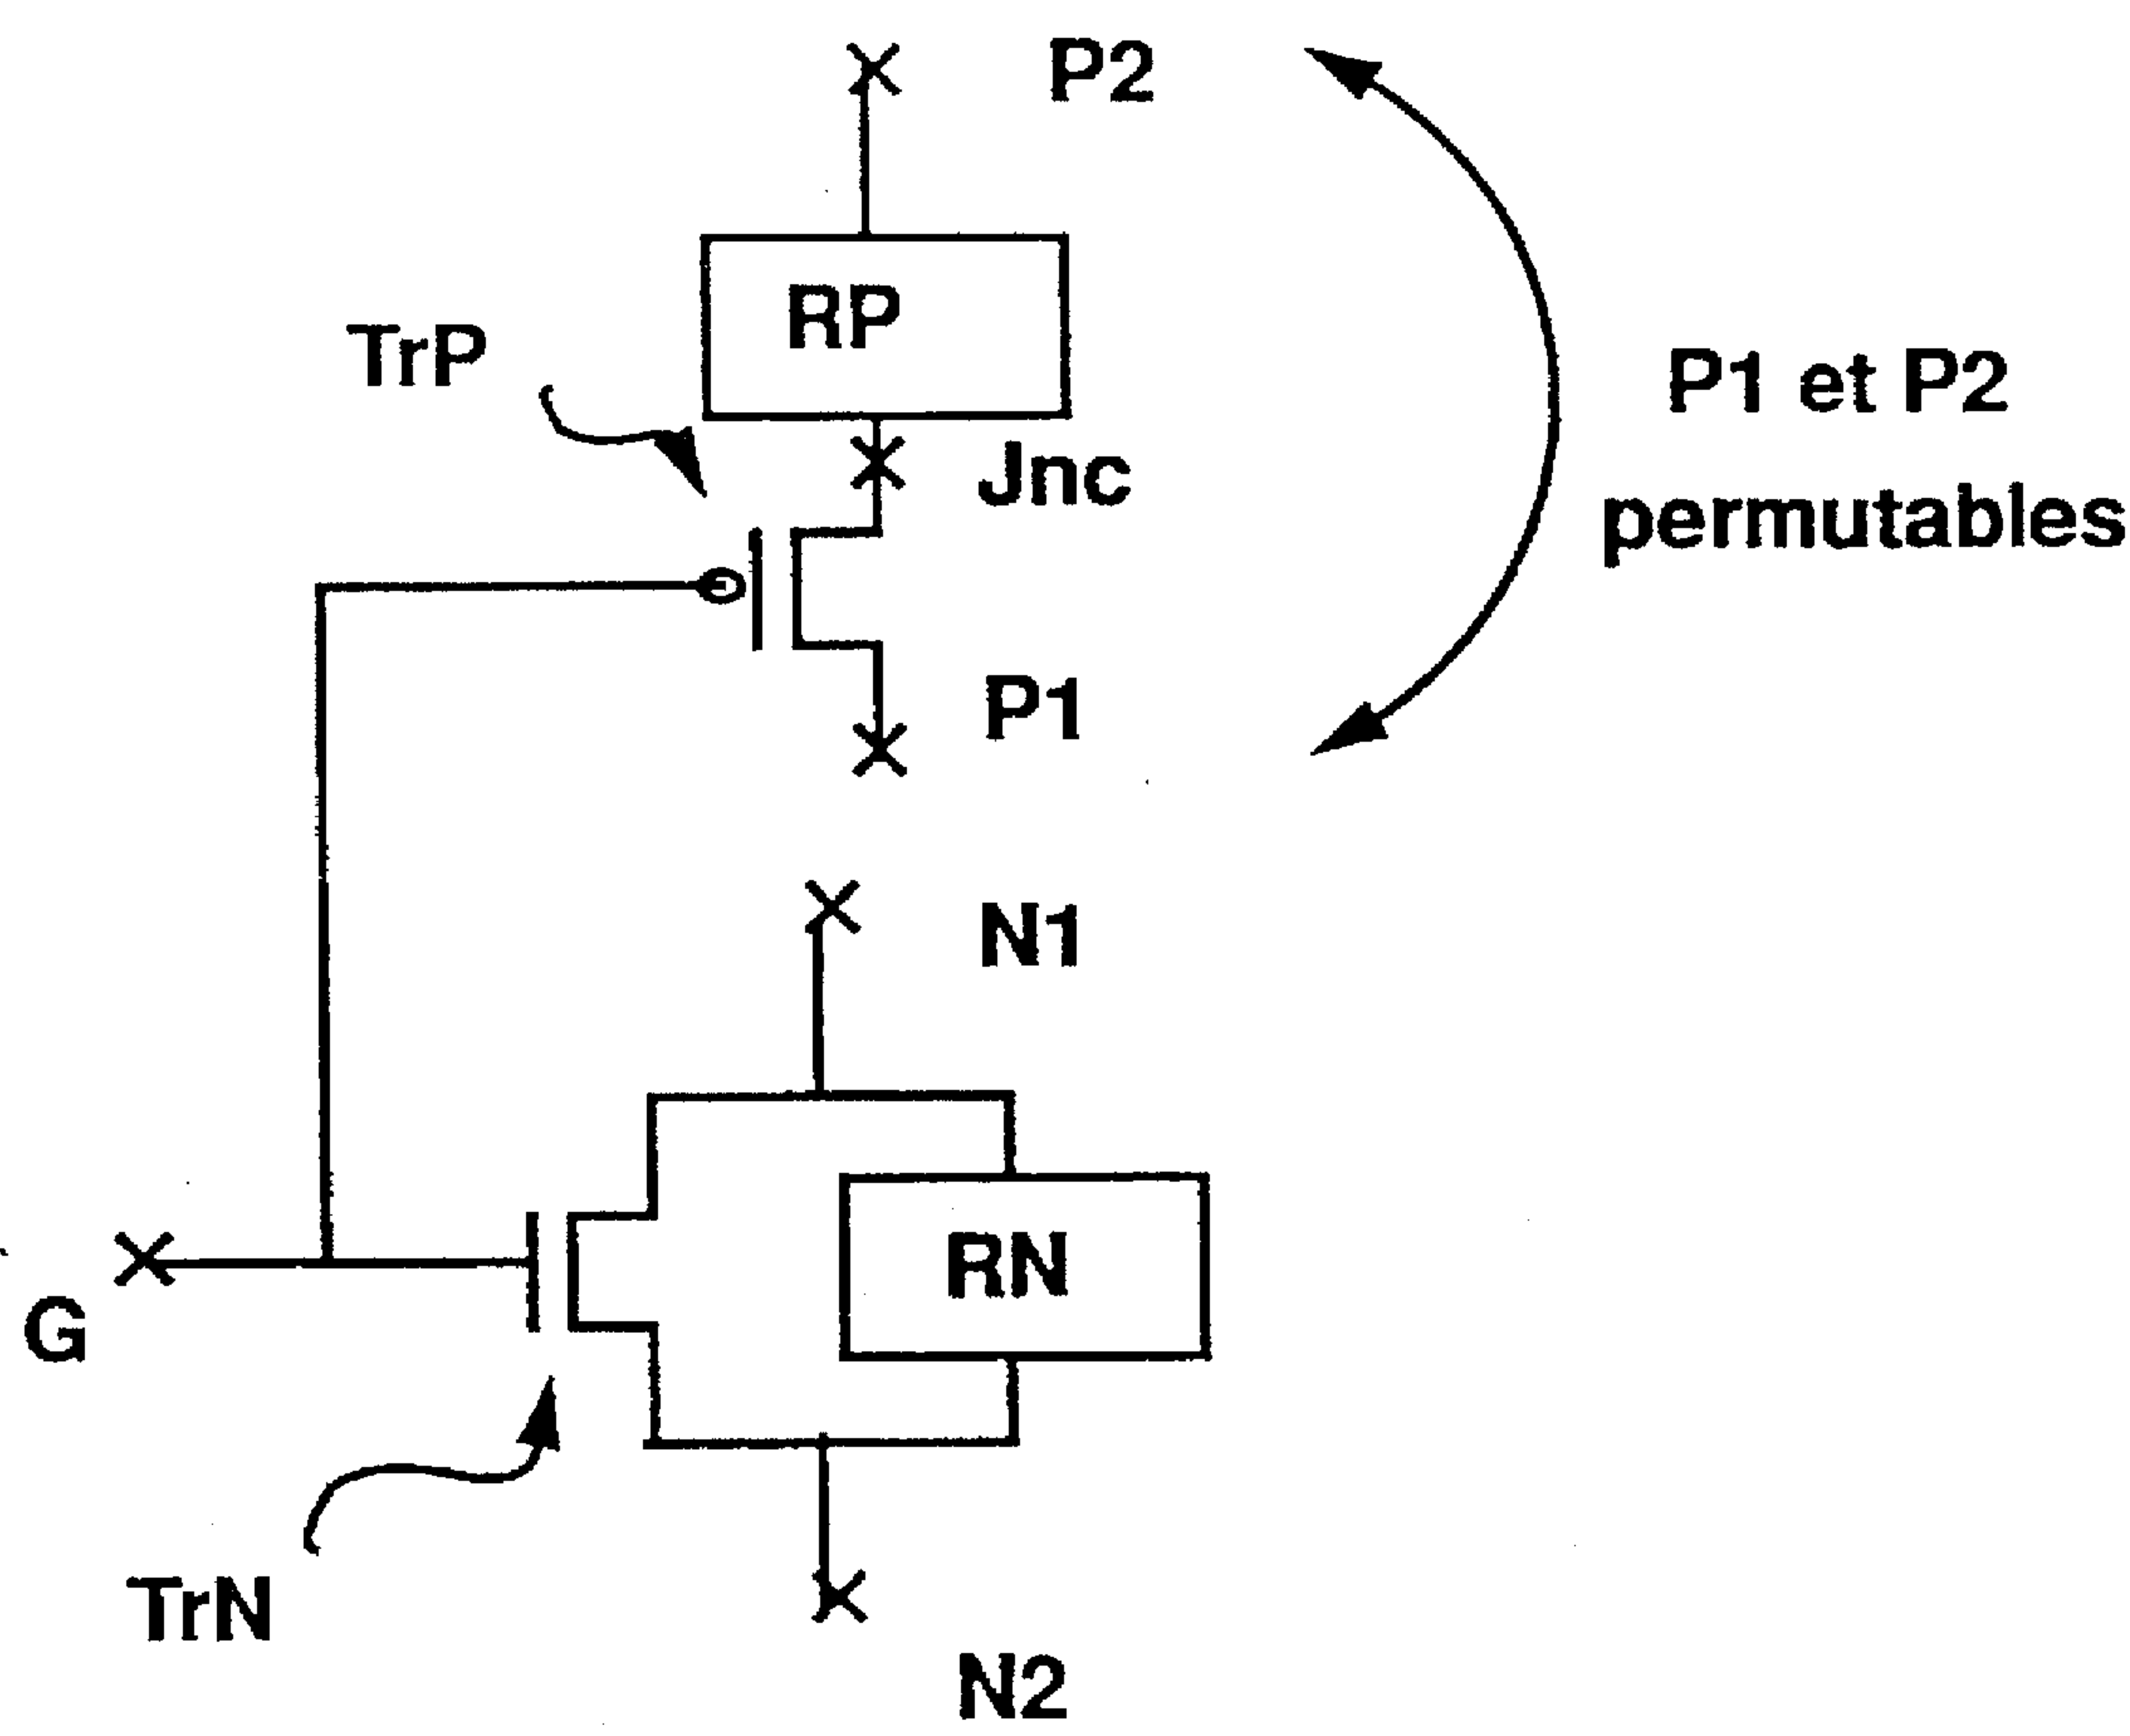 P2
RP
TrP
P1 et P2
Jnc
permutables
P1
N1
RN
G
TrN
N2